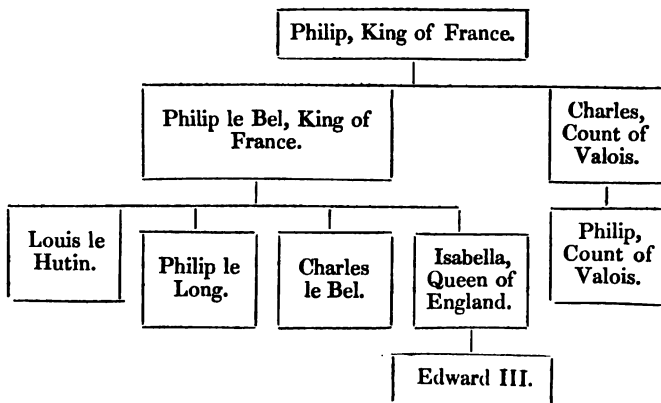 Philip, King of France.
Philip le Bel, King of
France.
Charles,
Count of
Valois.
Louis le
Hutin.
Philip le
Long.
Charles
le Bel.
Isabella,
Queen of
England.
Philip,
Count of
Valois.
Edward III.